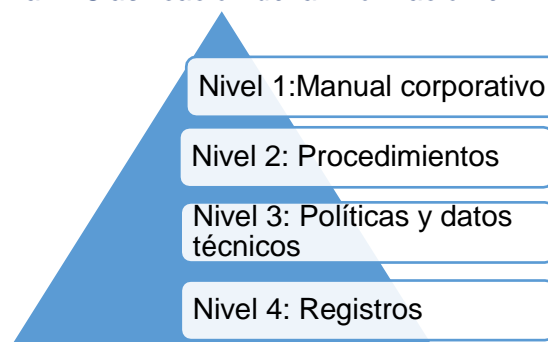 Nivel 1:Manual corporativo
Nivel 2: Procedimientos
Nivel 3: Políticas y datos
técnicos
Nivel 4: Registros